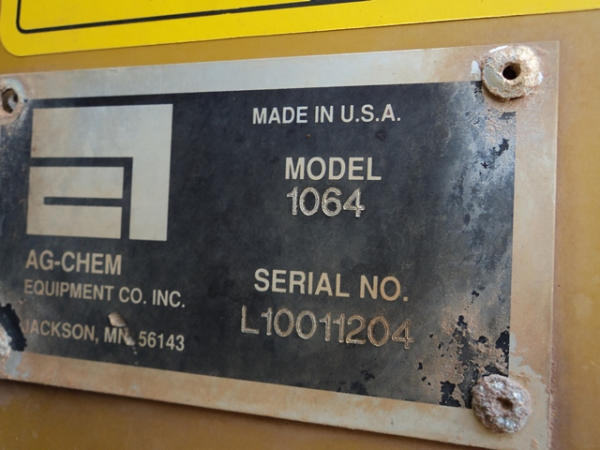 MADE IN U.S.A.
MODEL
1064
AG-CHEM
EQUIPMENT CO. INC.
JACKSON, MN. 56143
SERIAL NO.
L10011204